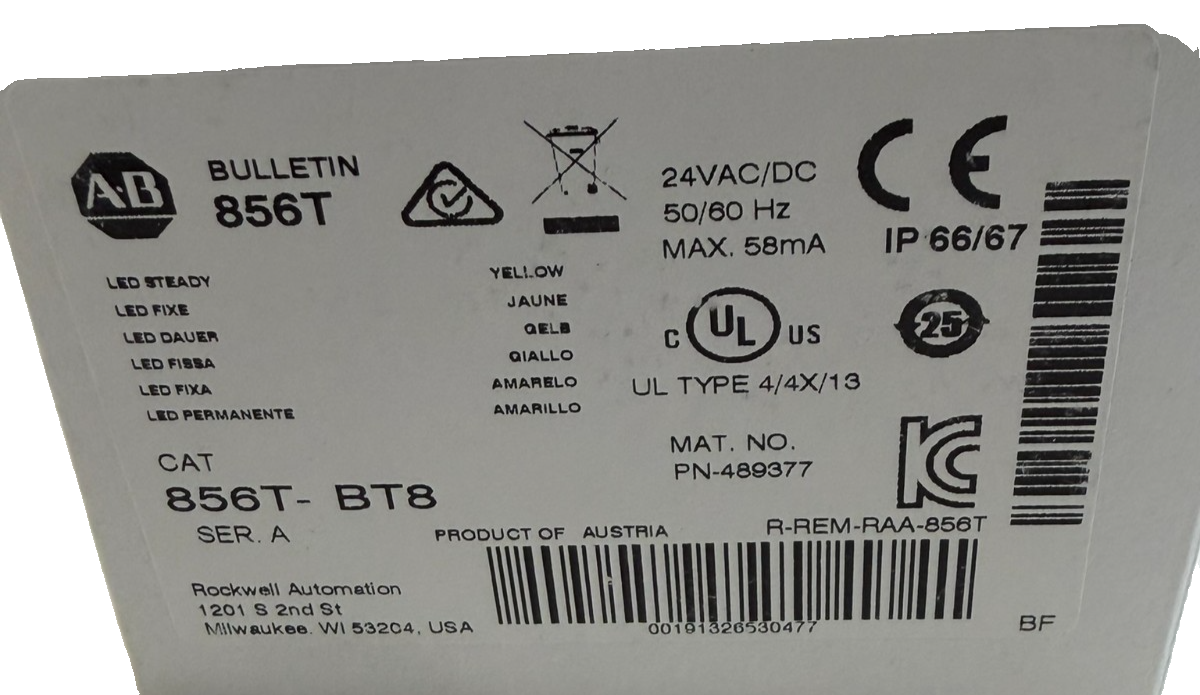 A-B
BULLETIN
856T
24VAC/DC
50/60 Hz
MAX. 58mA
CE
IP 66/67
LED STEADY YELLOW
LED FIXE JAUNE
LED DAUER GELB
LED FISSA GIALLO
LED FIXA AMARELO
LED PERMANENTE AMARILLO
C UL US
25
UL TYPE 4/4X/13
MAT. NO.
PN-489377
KC
CAT
856T- BT8
SER. A
PRODUCT OF AUSTRIA
R-REM-RAA-856T
Rockwell Automation
1201 S 2nd St
Milwaukee. WI 53204, USA
00191326530477
BF